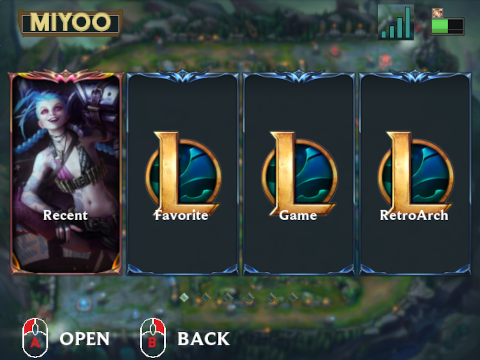 MIYOO
Recent
Favorite
Game
RetroArch
A OPEN
B BACK